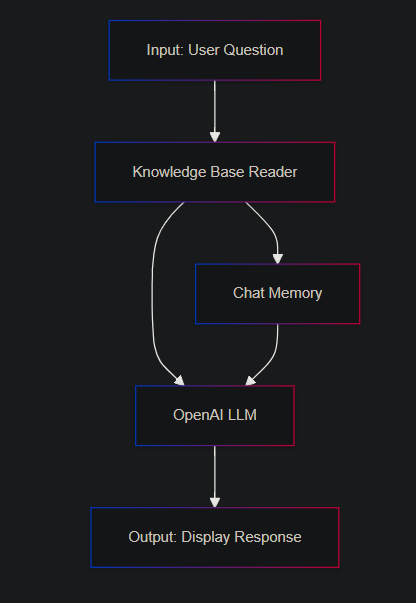 Input: User Question
Knowledge Base Reader
Chat Memory
OpenAI LLM
Output: Display Response